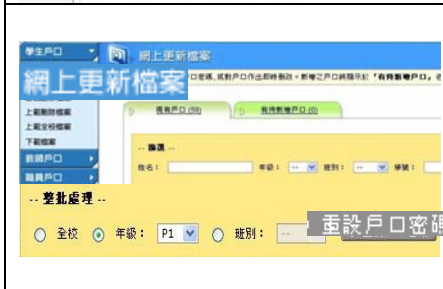 學生戶口
網上更新檔案
戶口密碼, 或對戶口作出即時修改。新增之戶口將顯示於「有待新增戶口」
網上更新檔案
上載刪除檔案
上載全校檔案
下載檔案
教師戶口
職員戶口
現有戶口 (59)
有待新增戶口 (0)
-- 篩選 --
姓名：
年級： --
班別： --
學號：
-- 整批處理 --
全校
年級： P1
班別： --
重設戶口密碼